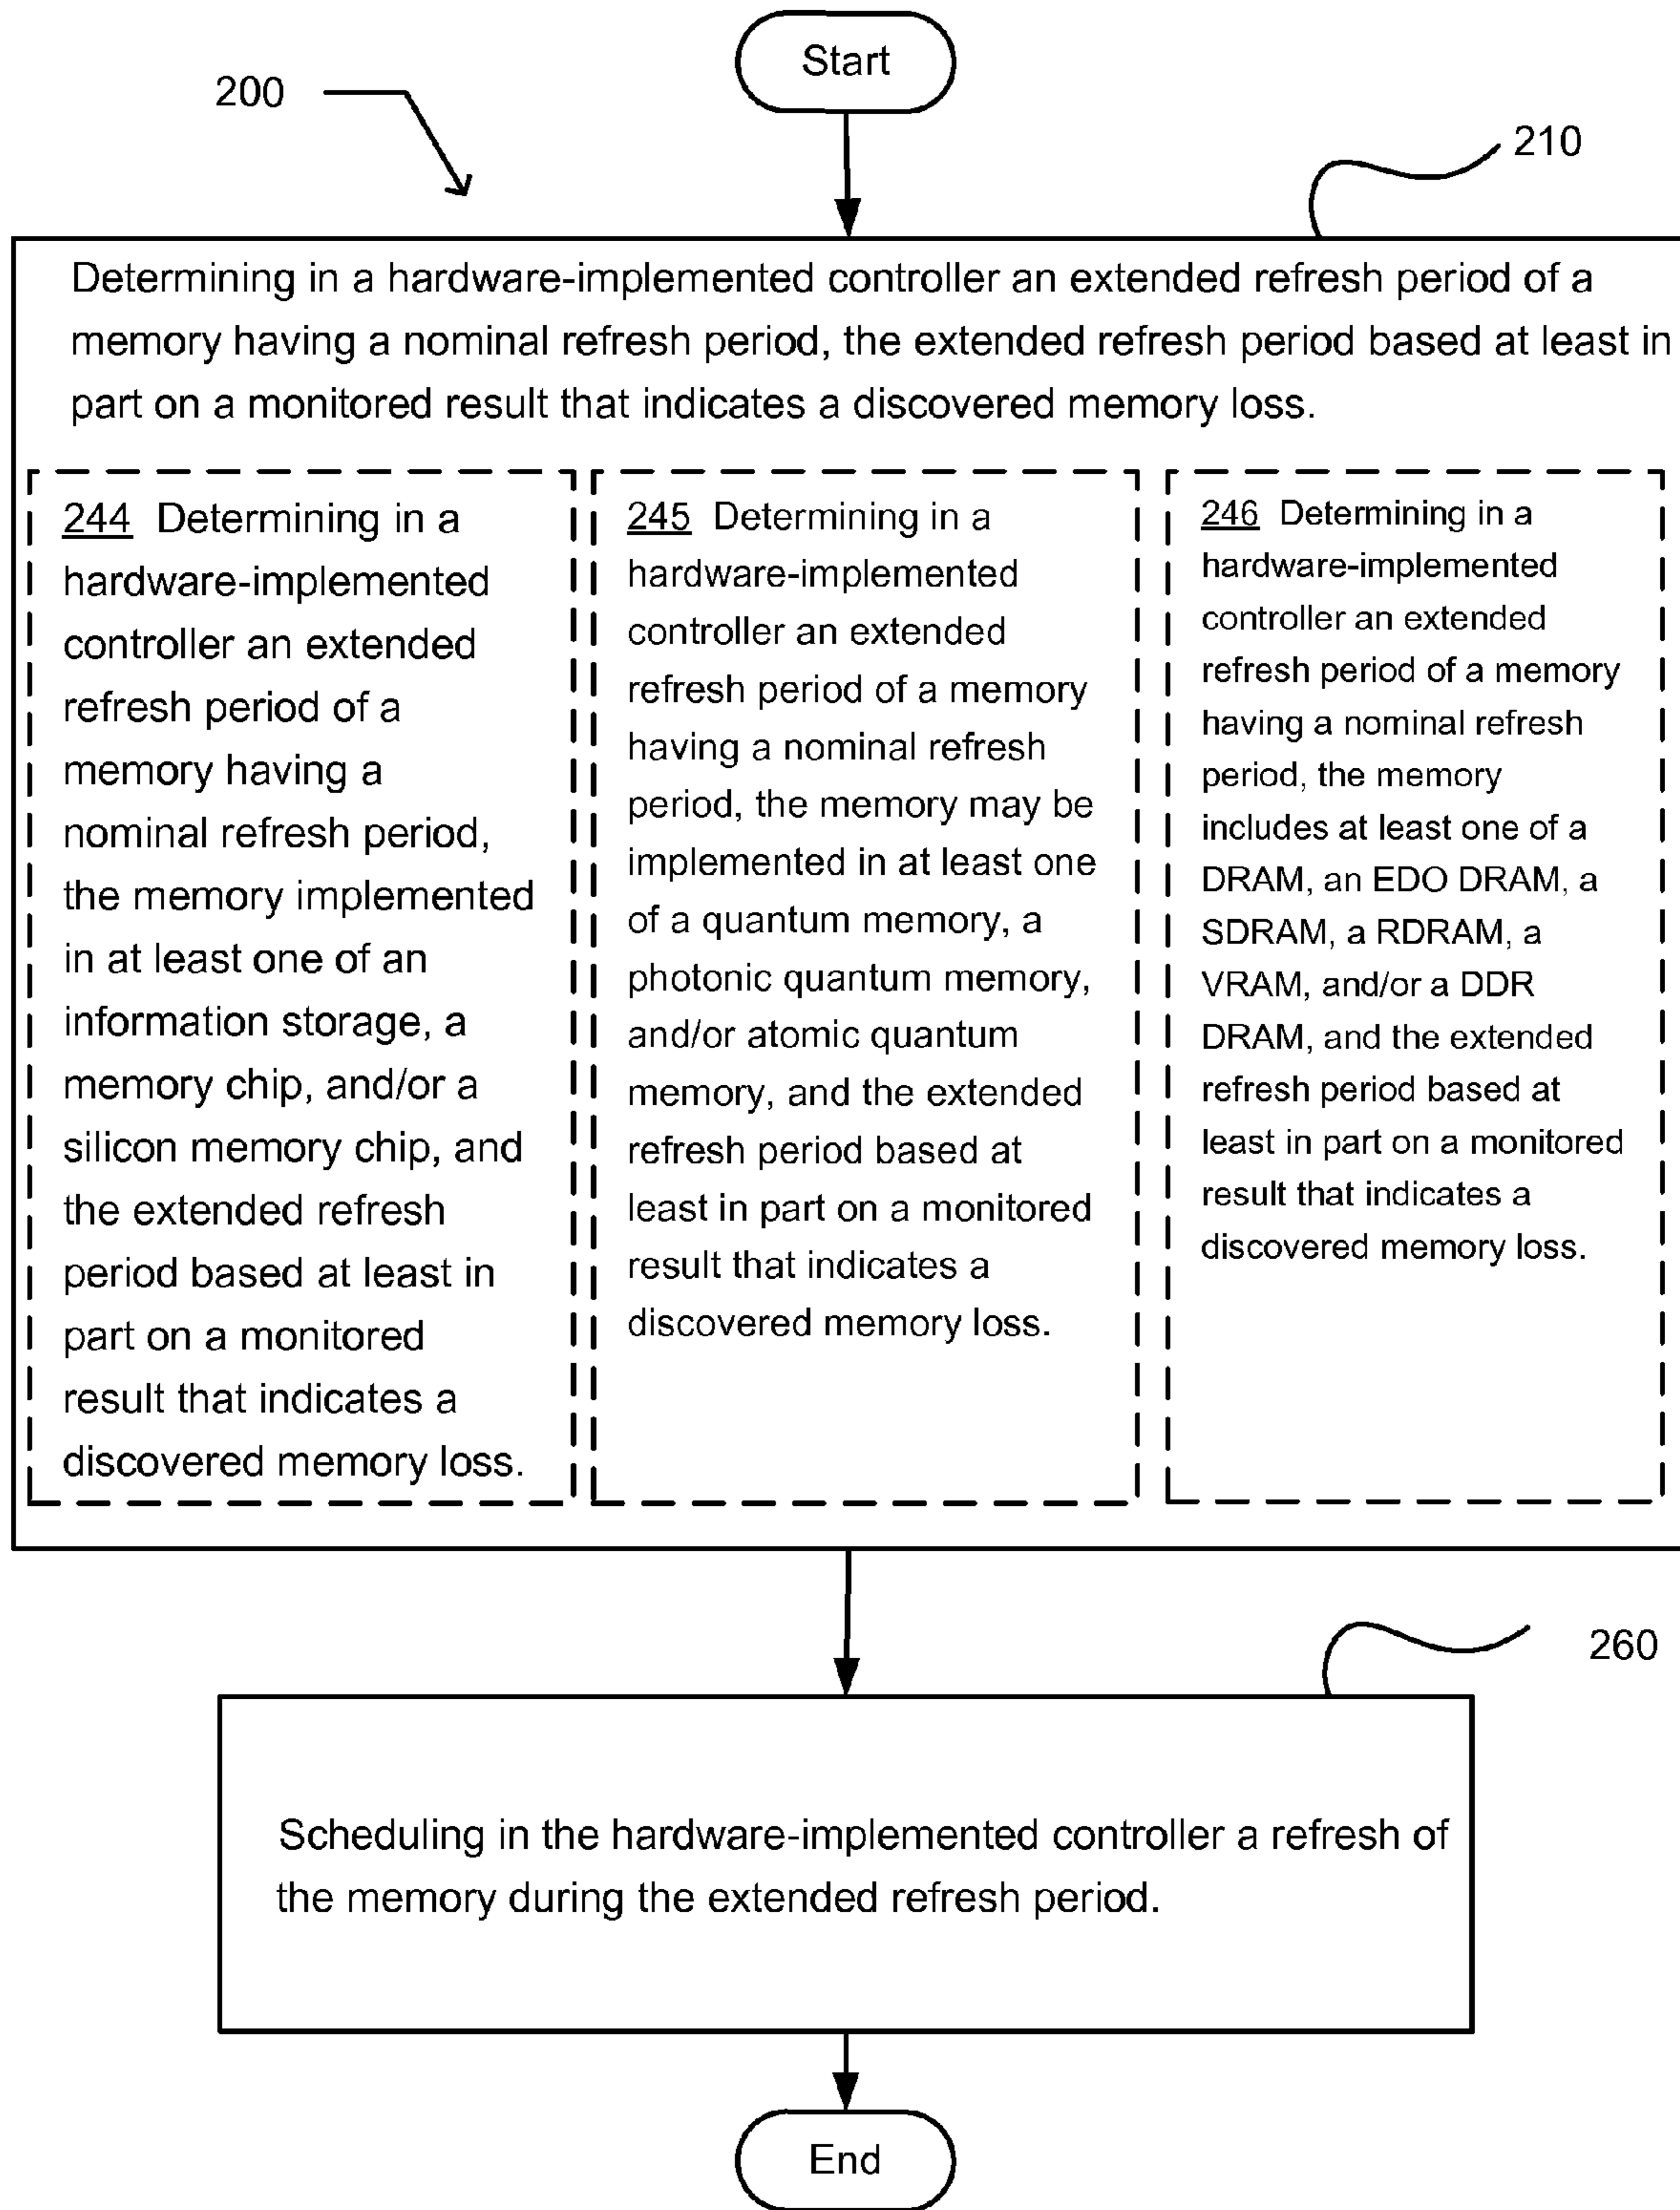 Start
200
210
Determining in a hardware-implemented controller an extended refresh period of a
memory having a nominal refresh period, the extended refresh period based at least in
part on a monitored result that indicates a discovered memory loss.
244 Determining in a
hardware-implemented
controller an extended
refresh period of a
memory having a
nominal refresh period,
the memory implemented
in at least one of an
information storage, a
memory chip, and/or a
silicon memory chip, and
the extended refresh
period based at least in
part on a monitored
result that indicates a
discovered memory loss.
245 Determining in a
hardware-implemented
controller an extended
refresh period of a memory
having a nominal refresh
period, the memory may be
implemented in at least one
of a quantum memory, a
photonic quantum memory,
and/or atomic quantum
memory, and the extended
refresh period based at
least in part on a monitored
result that indicates a
discovered memory loss.
246 Determining in a
hardware-implemented
controller an extended
refresh period of a memory
having a nominal refresh
period, the memory
includes at least one of a
DRAM, an EDO DRAM, a
SDRAM, a RDRAM, a
VRAM, and/or a DDR
DRAM, and the extended
refresh period based at
least in part on a monitored
result that indicates a
discovered memory loss.
260
Scheduling in the hardware-implemented controller a refresh of
the memory during the extended refresh period.
End